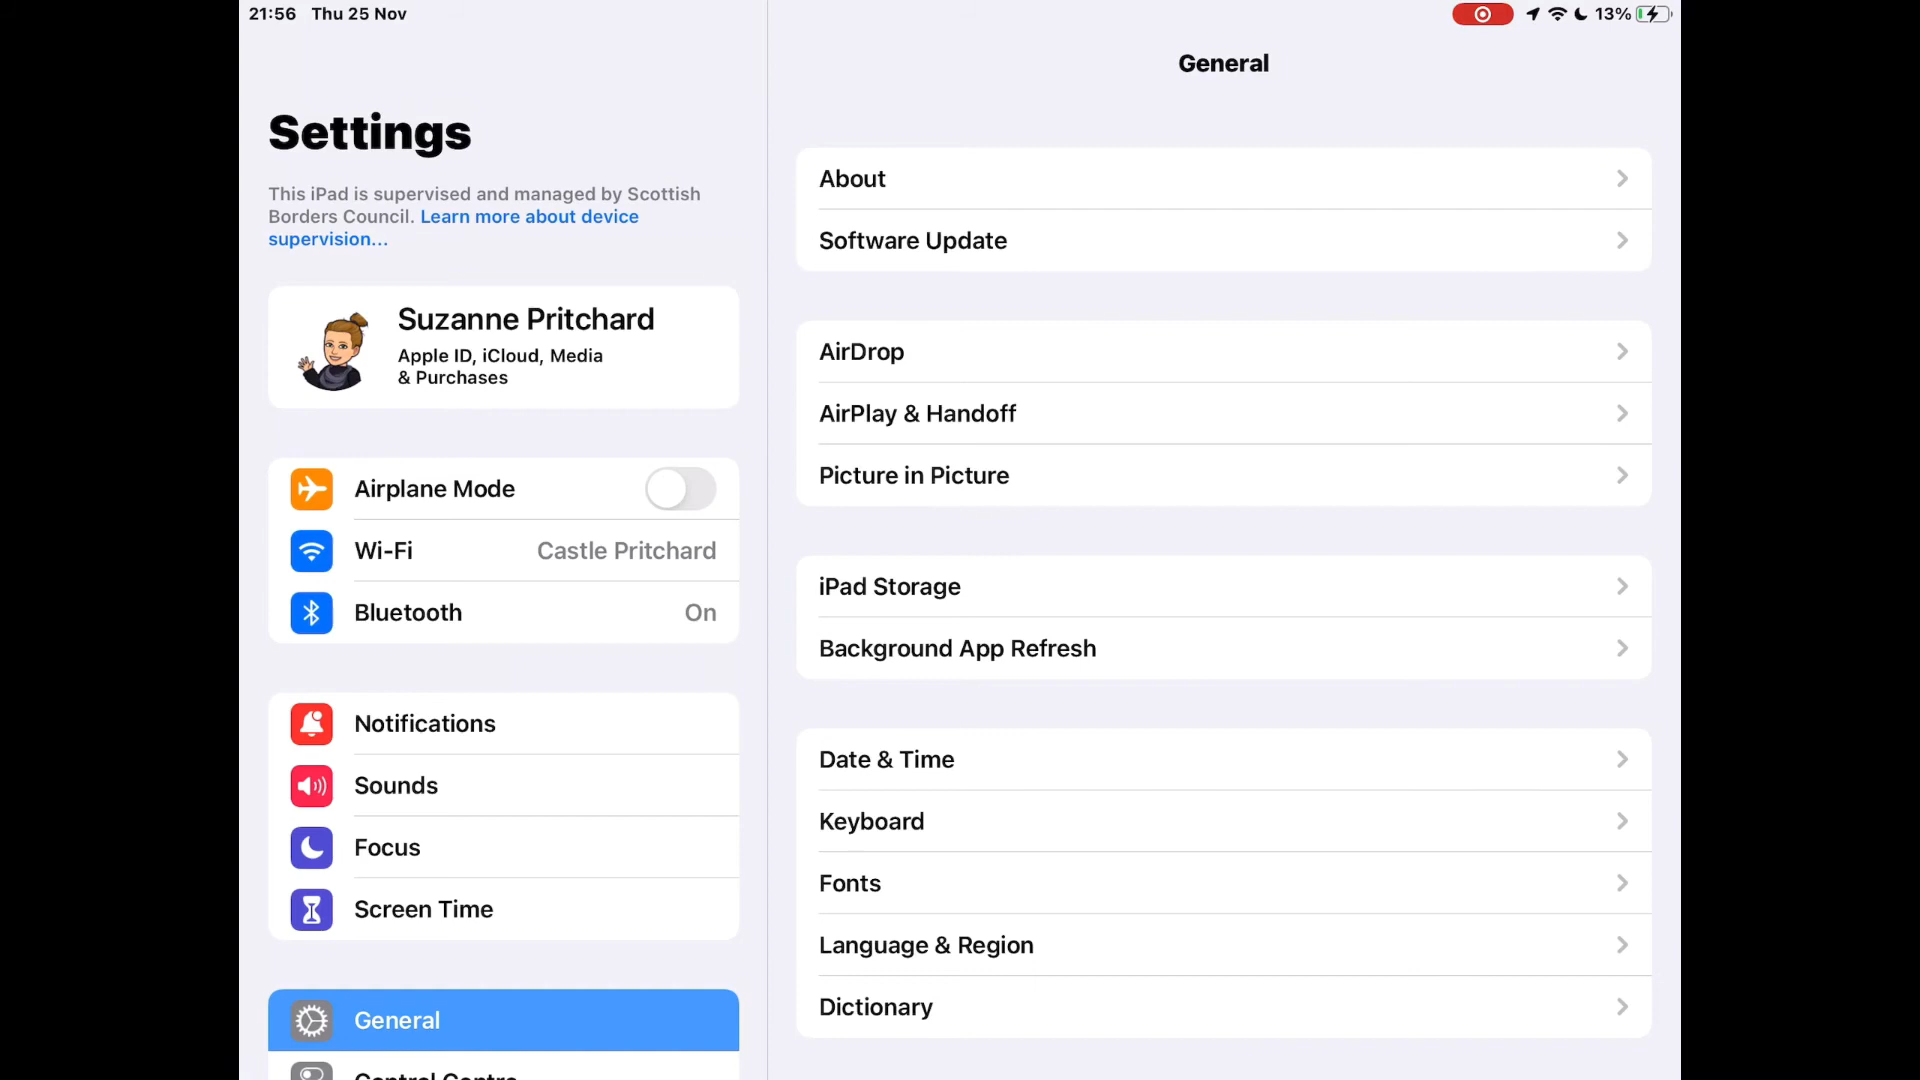 21:56 Thu 25 Nov
13%
Settings
This iPad is supervised and managed by Scottish
Borders Council. Learn more about device
supervision...
Suzanne Pritchard
Apple ID, iCloud, Media
& Purchases
Airplane Mode
Wi-Fi Castle Pritchard
Bluetooth On
Notifications
Sounds
Focus
Screen Time
General
Control Centre
General
About
Software Update
AirDrop
AirPlay & Handoff
Picture in Picture
iPad Storage
Background App Refresh
Date & Time
Keyboard
Fonts
Language & Region
Dictionary